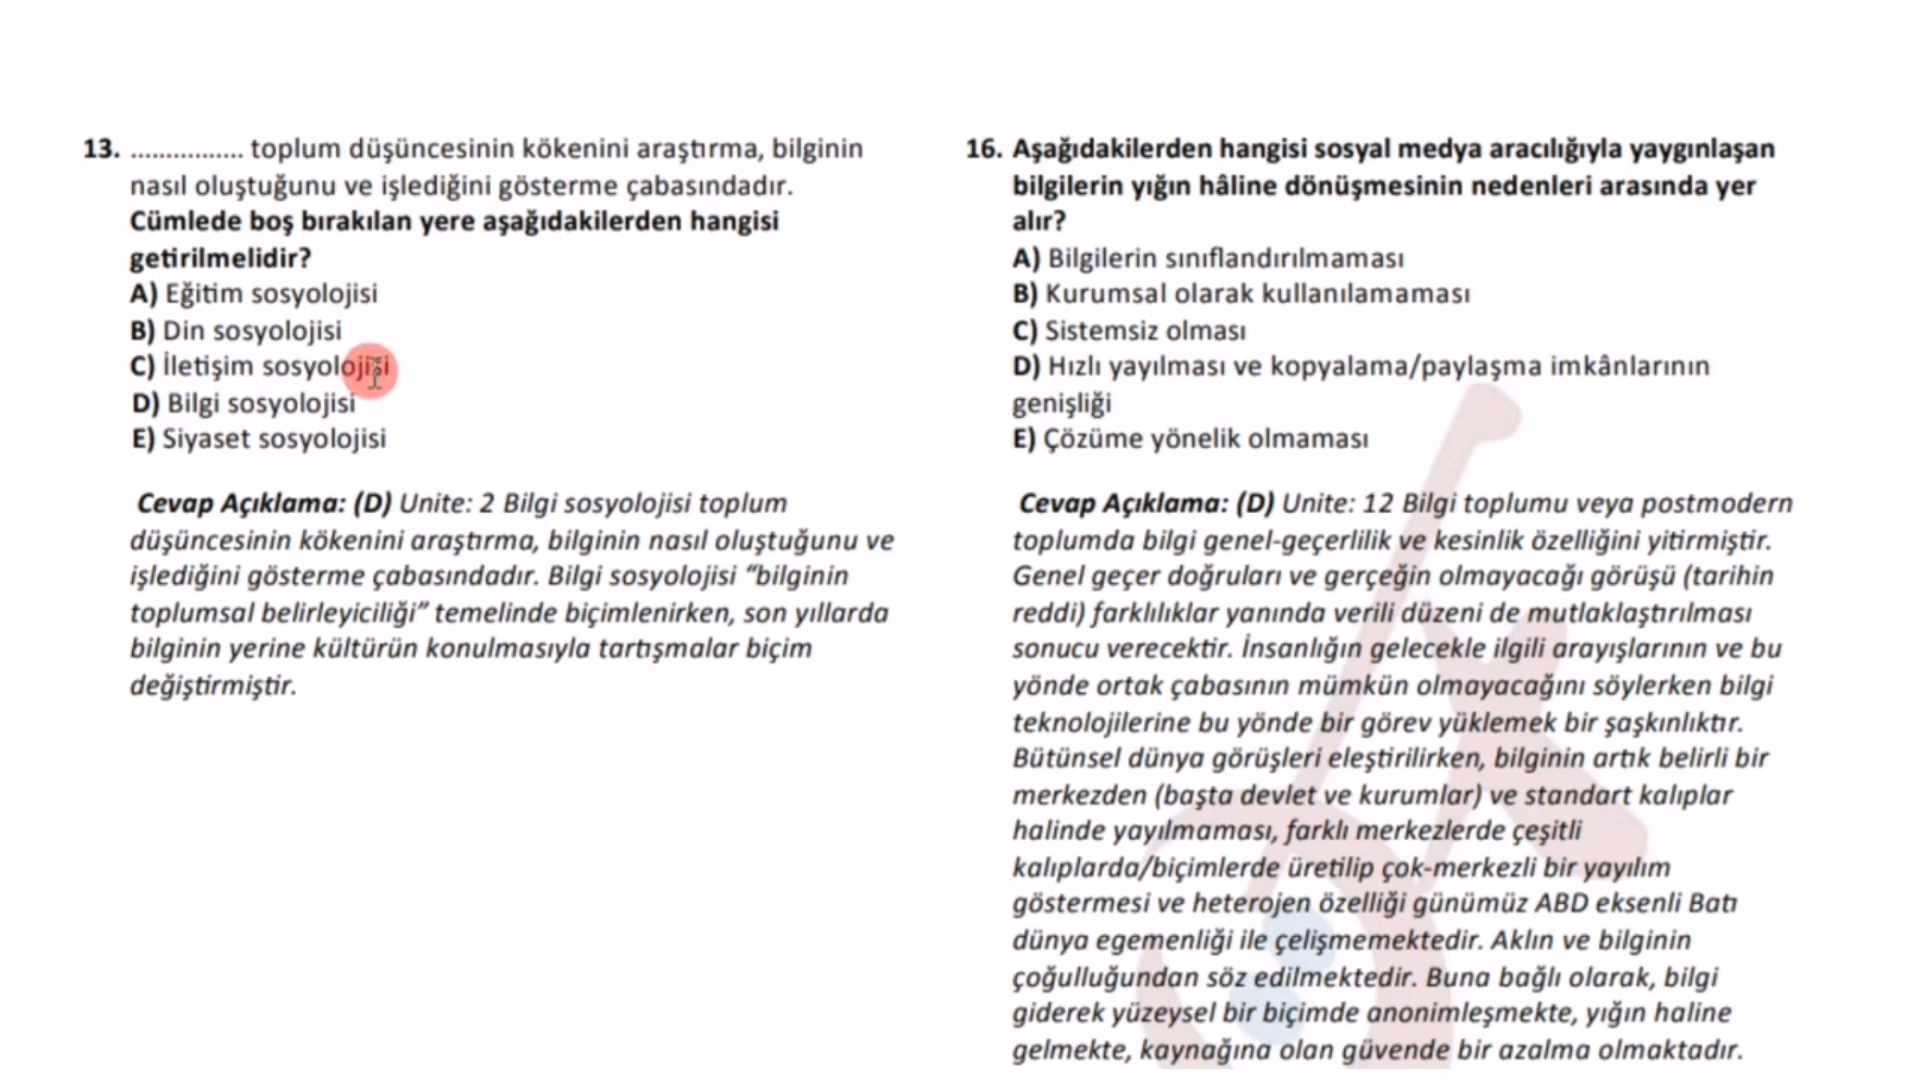 13. ................ toplum düşüncesinin kökenini araştırma, bilginin
nasıl oluştuğunu ve işlediğini gösterme çabasındadır.
Cümlede boş bırakılan yere aşağıdakilerden hangisi
getirilmelidir?
A) Eğitim sosyolojisi
B) Din sosyolojisi
C) İletişim sosyolojisi
D) Bilgi sosyolojisi
E) Siyaset sosyolojisi
Cevap Açıklama: (D) Unite: 2 Bilgi sosyolojisi toplum
düşüncesinin kökenini araştırma, bilginin nasıl oluştuğunu ve
işlediğini gösterme çabasındadır. Bilgi sosyolojisi “bilginin
toplumsal belirleyiciliği” temelinde biçimlenirken, son yıllarda
bilginin yerine kültürün konulmasıyla tartışmalar biçim
değiştirmiştir.
16. Aşağıdakilerden hangisi sosyal medya aracılığıyla yaygınlaşan
bilgilerin yığın hâline dönüşmesinin nedenleri arasında yer
alır?
A) Bilgilerin sınıflandırılmaması
B) Kurumsal olarak kullanılamaması
C) Sistemsiz olması
D) Hızlı yayılması ve kopyalama/paylaşma imkânlarının
genişliği
E) Çözüme yönelik olmaması
Cevap Açıklama: (D) Unite: 12 Bilgi toplumu veya postmodern
toplumda bilgi genel-geçerlilik ve kesinlik özelliğini yitirmiştir.
Genel geçer doğruları ve gerçeğin olmayacağı görüşü (tarihin
reddi) farklılıklar yanında verili düzeni de mutlaklaştırılması
sonucu verecektir. İnsanlığın gelecekle ilgili arayışlarının ve bu
yönde ortak çabasının mümkün olmayacağını söylerken bilgi
teknolojilerine bu yönde bir görev yüklemek bir şaşkınlıktır.
Bütünsel dünya görüşleri eleştirilirken, bilginin artık belirli bir
merkezden (başta devlet ve kurumlar) ve standart kalıplar
halinde yayılmaması, farklı merkezlerde çeşitli
kalıplarda/biçimlerde üretilip çok-merkezli bir yayılım
göstermesi ve heterojen özelliği günümüz ABD eksenli Batı
dünya egemenliği ile çelişmemektedir. Aklın ve bilginin
çoğulluğundan söz edilmektedir. Buna bağlı olarak, bilgi
giderek yüzeysel bir biçimde anonimleşmekte, yığın haline
gelmekte, kaynağına olan güvende bir azalma olmaktadır.